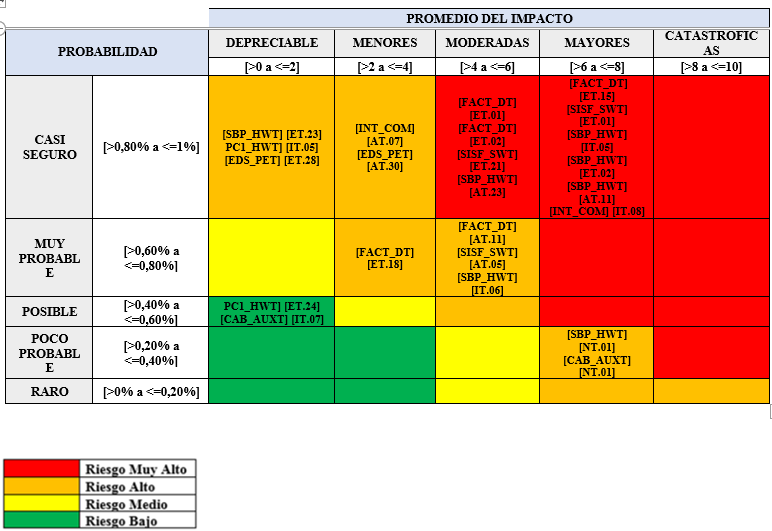 PROMEDIO DEL IMPACTO
PROBABILIDAD
DEPRECIABLE
MENORES
MODERADAS
MAYORES
CATASTROFIC
AS
[>0 a <=2]
[>2 a <=4]
[>4 a <=6]
[>6 a <=8]
[>8 a <=10]
CASI
SEGURO
[>0,80% a <=1%]
[SBP_HWT] [ET.23]
PC1_HWT] [IT.05]
[EDS_PET] [ET.28]
[INT_COM]
[AT.07]
[EDS_PET]
[AT.30]
[FACT_DT]
[ET.01]
[FACT_DT]
[ET.02]
[SISF_SWT]
[ET.21]
[SBP_HWT]
[AT.23]
[FACT_DT]
[ET.15]
[SISF_SWT]
[ET.01]
[SBP_HWT]
[IT.05]
[SBP_HWT]
[ET.02]
[SBP_HWT]
[AT.11]
[INT_COM] [IT.08]
MUY
PROBABL
E
[>0,60% a
<=0,80%]
[FACT_DT]
[ET.18]
[FACT_DT]
[AT.11]
[SISF_SWT]
[AT.05]
[SBP_HWT]
[IT.06]
POSIBLE
[>0,40% a
<=0,60%]
PC1_HWT] [ET.24]
[CAB_AUXT] [IT.07]
POCO
PROBABL
E
[>0,20% a
<=0,40%]
[SBP_HWT]
[NT.01]
[CAB_AUXT]
[NT.01]
RARO
[>0% a <=0,20%]
Riesgo Muy Alto
Riesgo Alto
Riesgo Medio
Riesgo Bajo